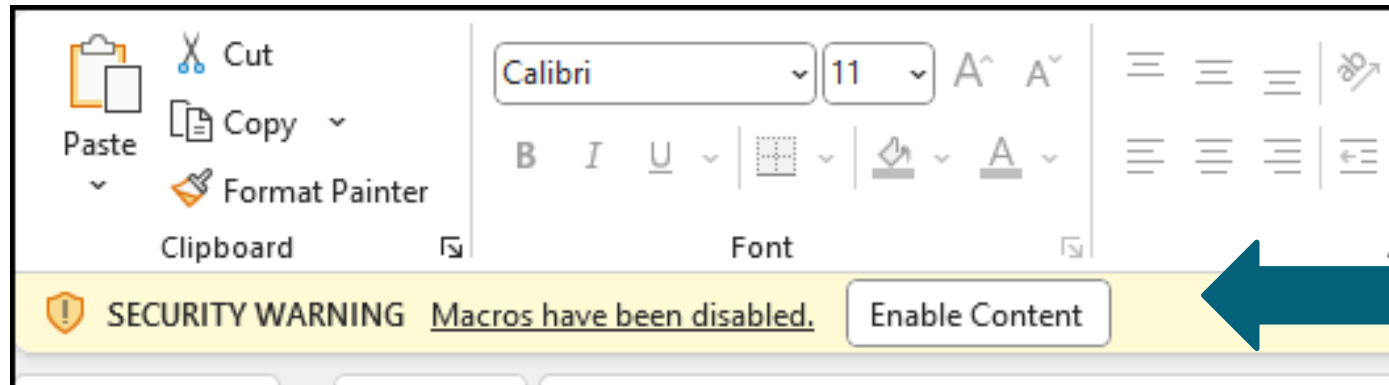 Cut
Copy
Paste
Format Painter
Clipboard
Calibri
11
A A
B I U A
Font
SECURITY WARNING Macros have been disabled. Enable Content